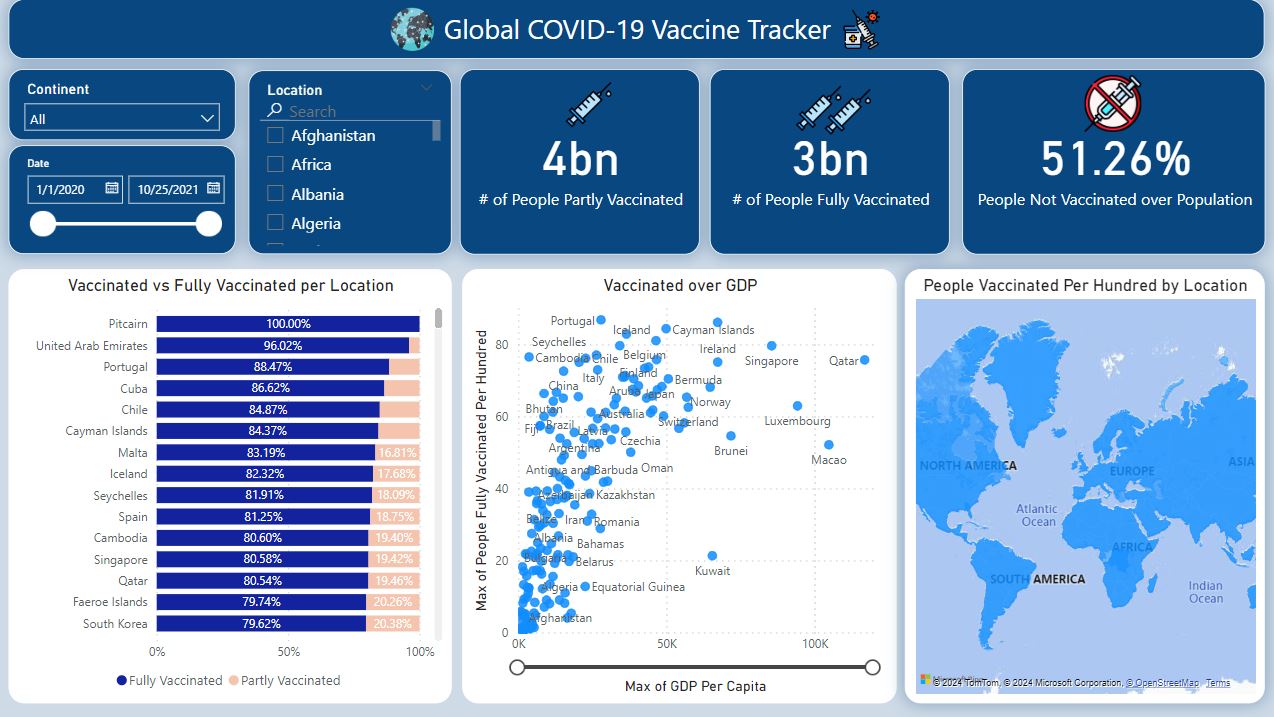 Global COVID-19 Vaccine Tracker
Continent
All
Date
1/1/2020
10/25/2021
Location
Search
Afghanistan
Africa
Albania
Algeria
4bn
# of People Partly Vaccinated
3bn
# of People Fully Vaccinated
51.26%
People Not Vaccinated over Population
Vaccinated vs Fully Vaccinated per Location
Pitcairn 100.00%
United Arab Emirates 96.02%
Portugal 88.47%
Cuba 86.62%
Chile 84.87%
Cayman Islands 84.37%
Malta 83.19% 16.81%
Iceland 82.32% 17.68%
Seychelles 81.91% 18.09%
Spain 81.25% 18.75%
Cambodia 80.60% 19.40%
Singapore 80.58% 19.42%
Qatar 80.54% 19.46%
Faeroe Islands 79.74% 20.26%
South Korea 79.62% 20.38%
0% 50% 100%
Fully Vaccinated Partly Vaccinated
Vaccinated over GDP
Max of People Fully Vaccinated Per Hundred
80
60
40
20
0
Portugal
Iceland
Cayman Islands
Seychelles
Ireland
Cambodia
Chile
Belgium
Singapore
Qatar
Italy
Finland
Bermuda
China
Aruba
Japan
Norway
Bhutan
Australia
Luxembourg
Fiji
Brazil
Latvia
Switzerland
Argentina
Czechia
Brunei
Macao
Antigua and Barbuda
Oman
Azerbaijan
Kazakhstan
Belize
Iran
Romania
Albania
Bahamas
Bulgaria
Belarus
Kuwait
Algeria
Equatorial Guinea
Afghanistan
0K 50K 100K
Max of GDP Per Capita
People Vaccinated Per Hundred by Location
NORTH AMERICA
EUROPE
ASIA
Atlantic
Ocean
AFRICA
SOUTH AMERICA
Indian
Ocean
© 2024 TomTom, © 2024 Microsoft Corporation, © OpenStreetMap Terms